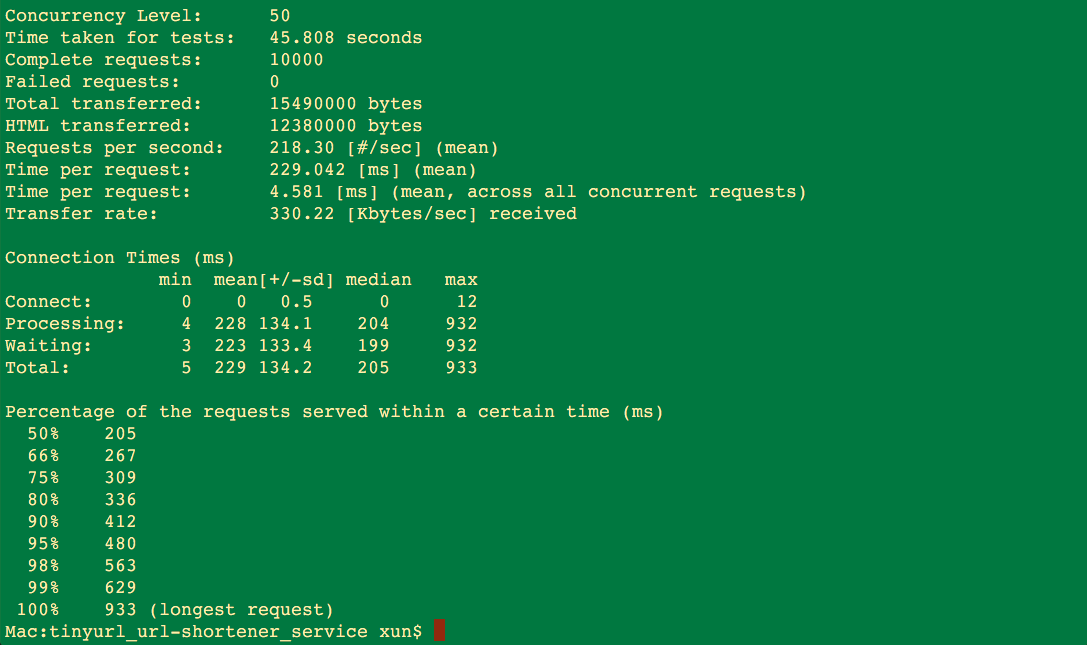 Concurrency Level:      50
Time taken for tests:   45.808 seconds
Complete requests:      10000
Failed requests:        0
Total transferred:      15490000 bytes
HTML transferred:       12380000 bytes
Requests per second:    218.30 [#/sec] (mean)
Time per request:       229.042 [ms] (mean)
Time per request:       4.581 [ms] (mean, across all concurrent requests)
Transfer rate:          330.22 [Kbytes/sec] received

Connection Times (ms)
              min  mean[+/-sd] median   max
Connect:        0    0   0.5      0      12
Processing:     4  228 134.1    204     932
Waiting:        3  223 133.4    199     932
Total:          5  229 134.2    205     933

Percentage of the requests served within a certain time (ms)
  50%    205
  66%    267
  75%    309
  80%    336
  90%    412
  95%    480
  98%    563
  99%    629
 100%    933 (longest request)
Mac:tinyurl_url-shortener_service xun$